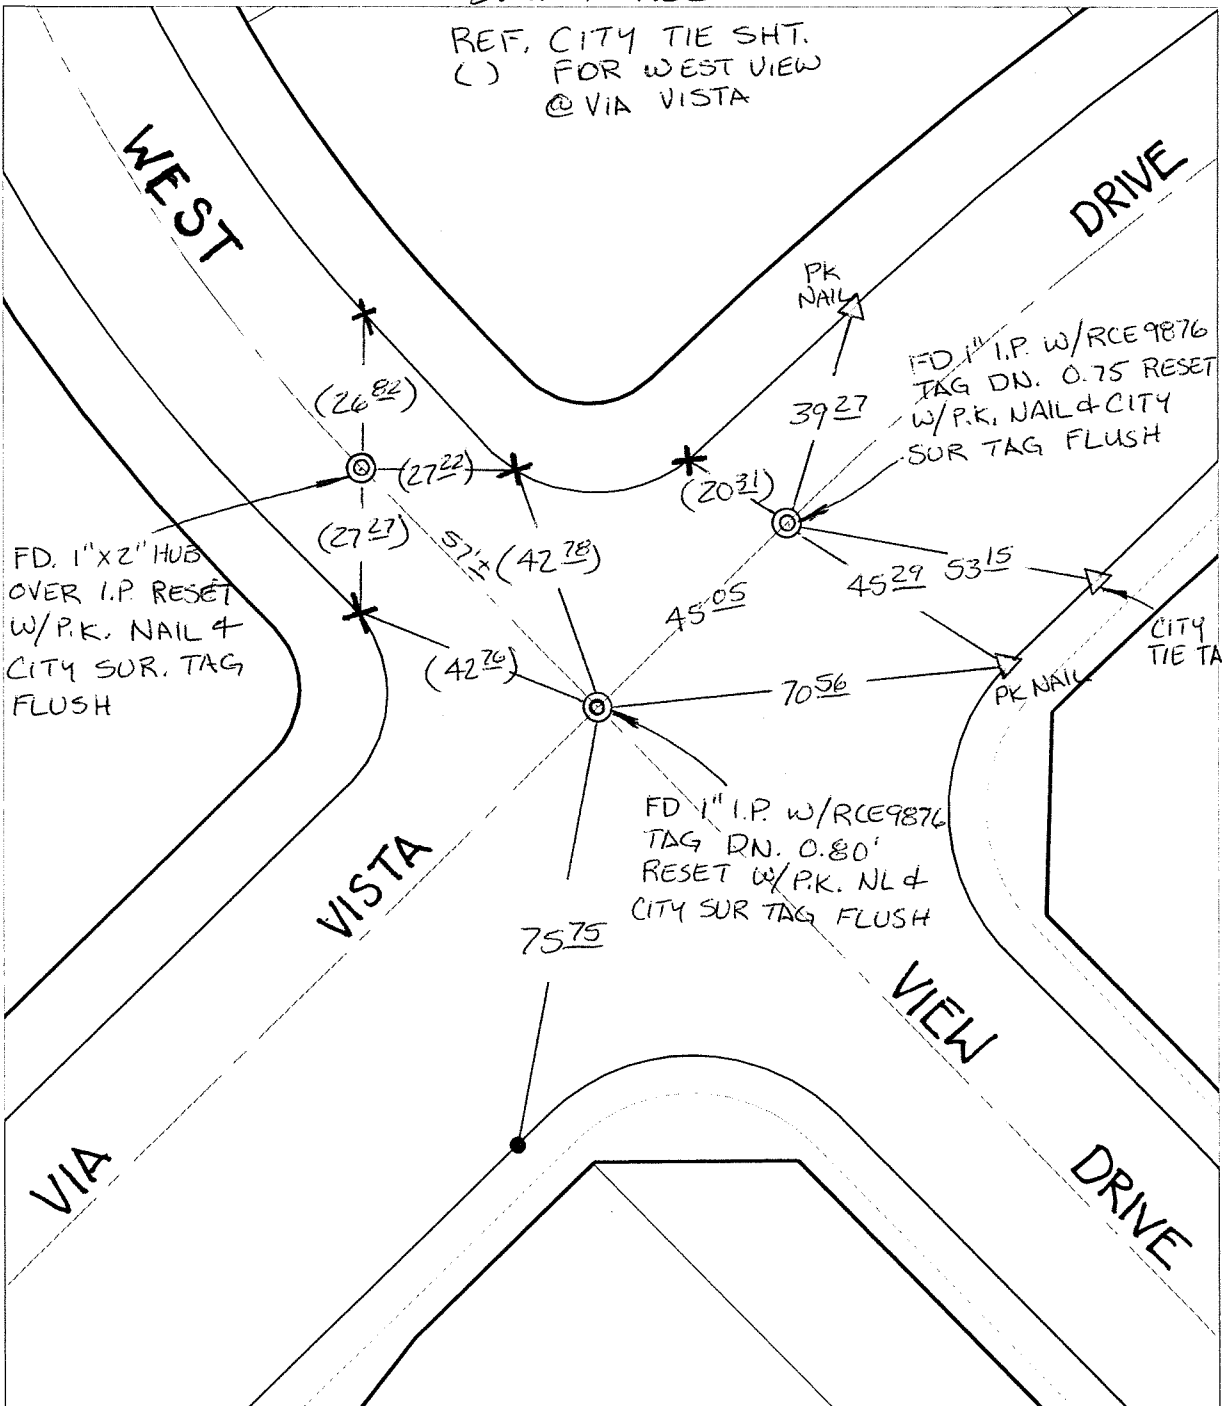 REF. CITY TIE SHT.
( ) FOR WEST VIEW
@ VIA VISTA
WEST
DRIVE
PK
NAIL
FD 1" I.P. W/RCE9876
TAG DN. 0.75 RESET
W/P.K. NAIL & CITY
SUR TAG FLUSH
(26 82)
39 27
(27 22)
(20 31)
(27 27)
57'±
(42 78)
45 29
53 15
45 05
FD. 1"X2" HUB
OVER I.P. RESET
W/P.K. NAIL &
CITY SUR. TAG
FLUSH
CITY
TIE TA
(42 76)
70 56
PK NAIL
FD 1" I.P. W/RCE9876
TAG DN. 0.80'
RESET W/P.K. NL &
CITY SUR TAG FLUSH
VISTA
75 75
VIEW
VIA
DRIVE